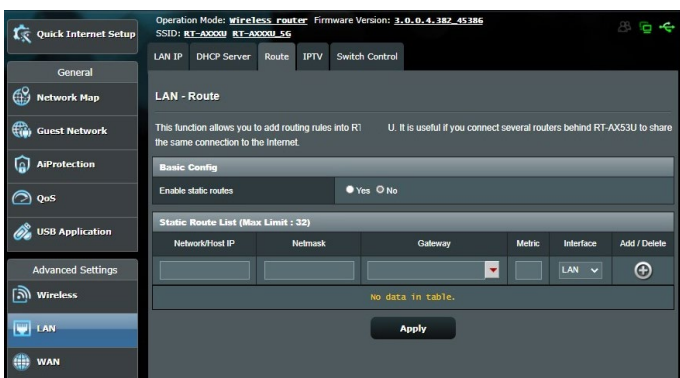 Operation Mode: Wireless router Firmware Version: 3.0.0.4.382_45386
SSID: RT-AXXXU RT-AXXXU_5G
Quick Internet Setup
LAN IP DHCP Server Route IPTV Switch Control
General
Network Map
Guest Network
AiProtection
QoS
USB Application
Advanced Settings
Wireless
LAN
WAN
LAN - Route
This function allows you to add routing rules into RT U. It is useful if you connect several routers behind RT-AX53U to share
the same connection to the Internet.
Basic Config
Enable static routes Yes No
Static Route List (Max Limit : 32)
Network/Host IP Netmask Gateway Metric Interface Add / Delete
LAN
No data in table.
Apply